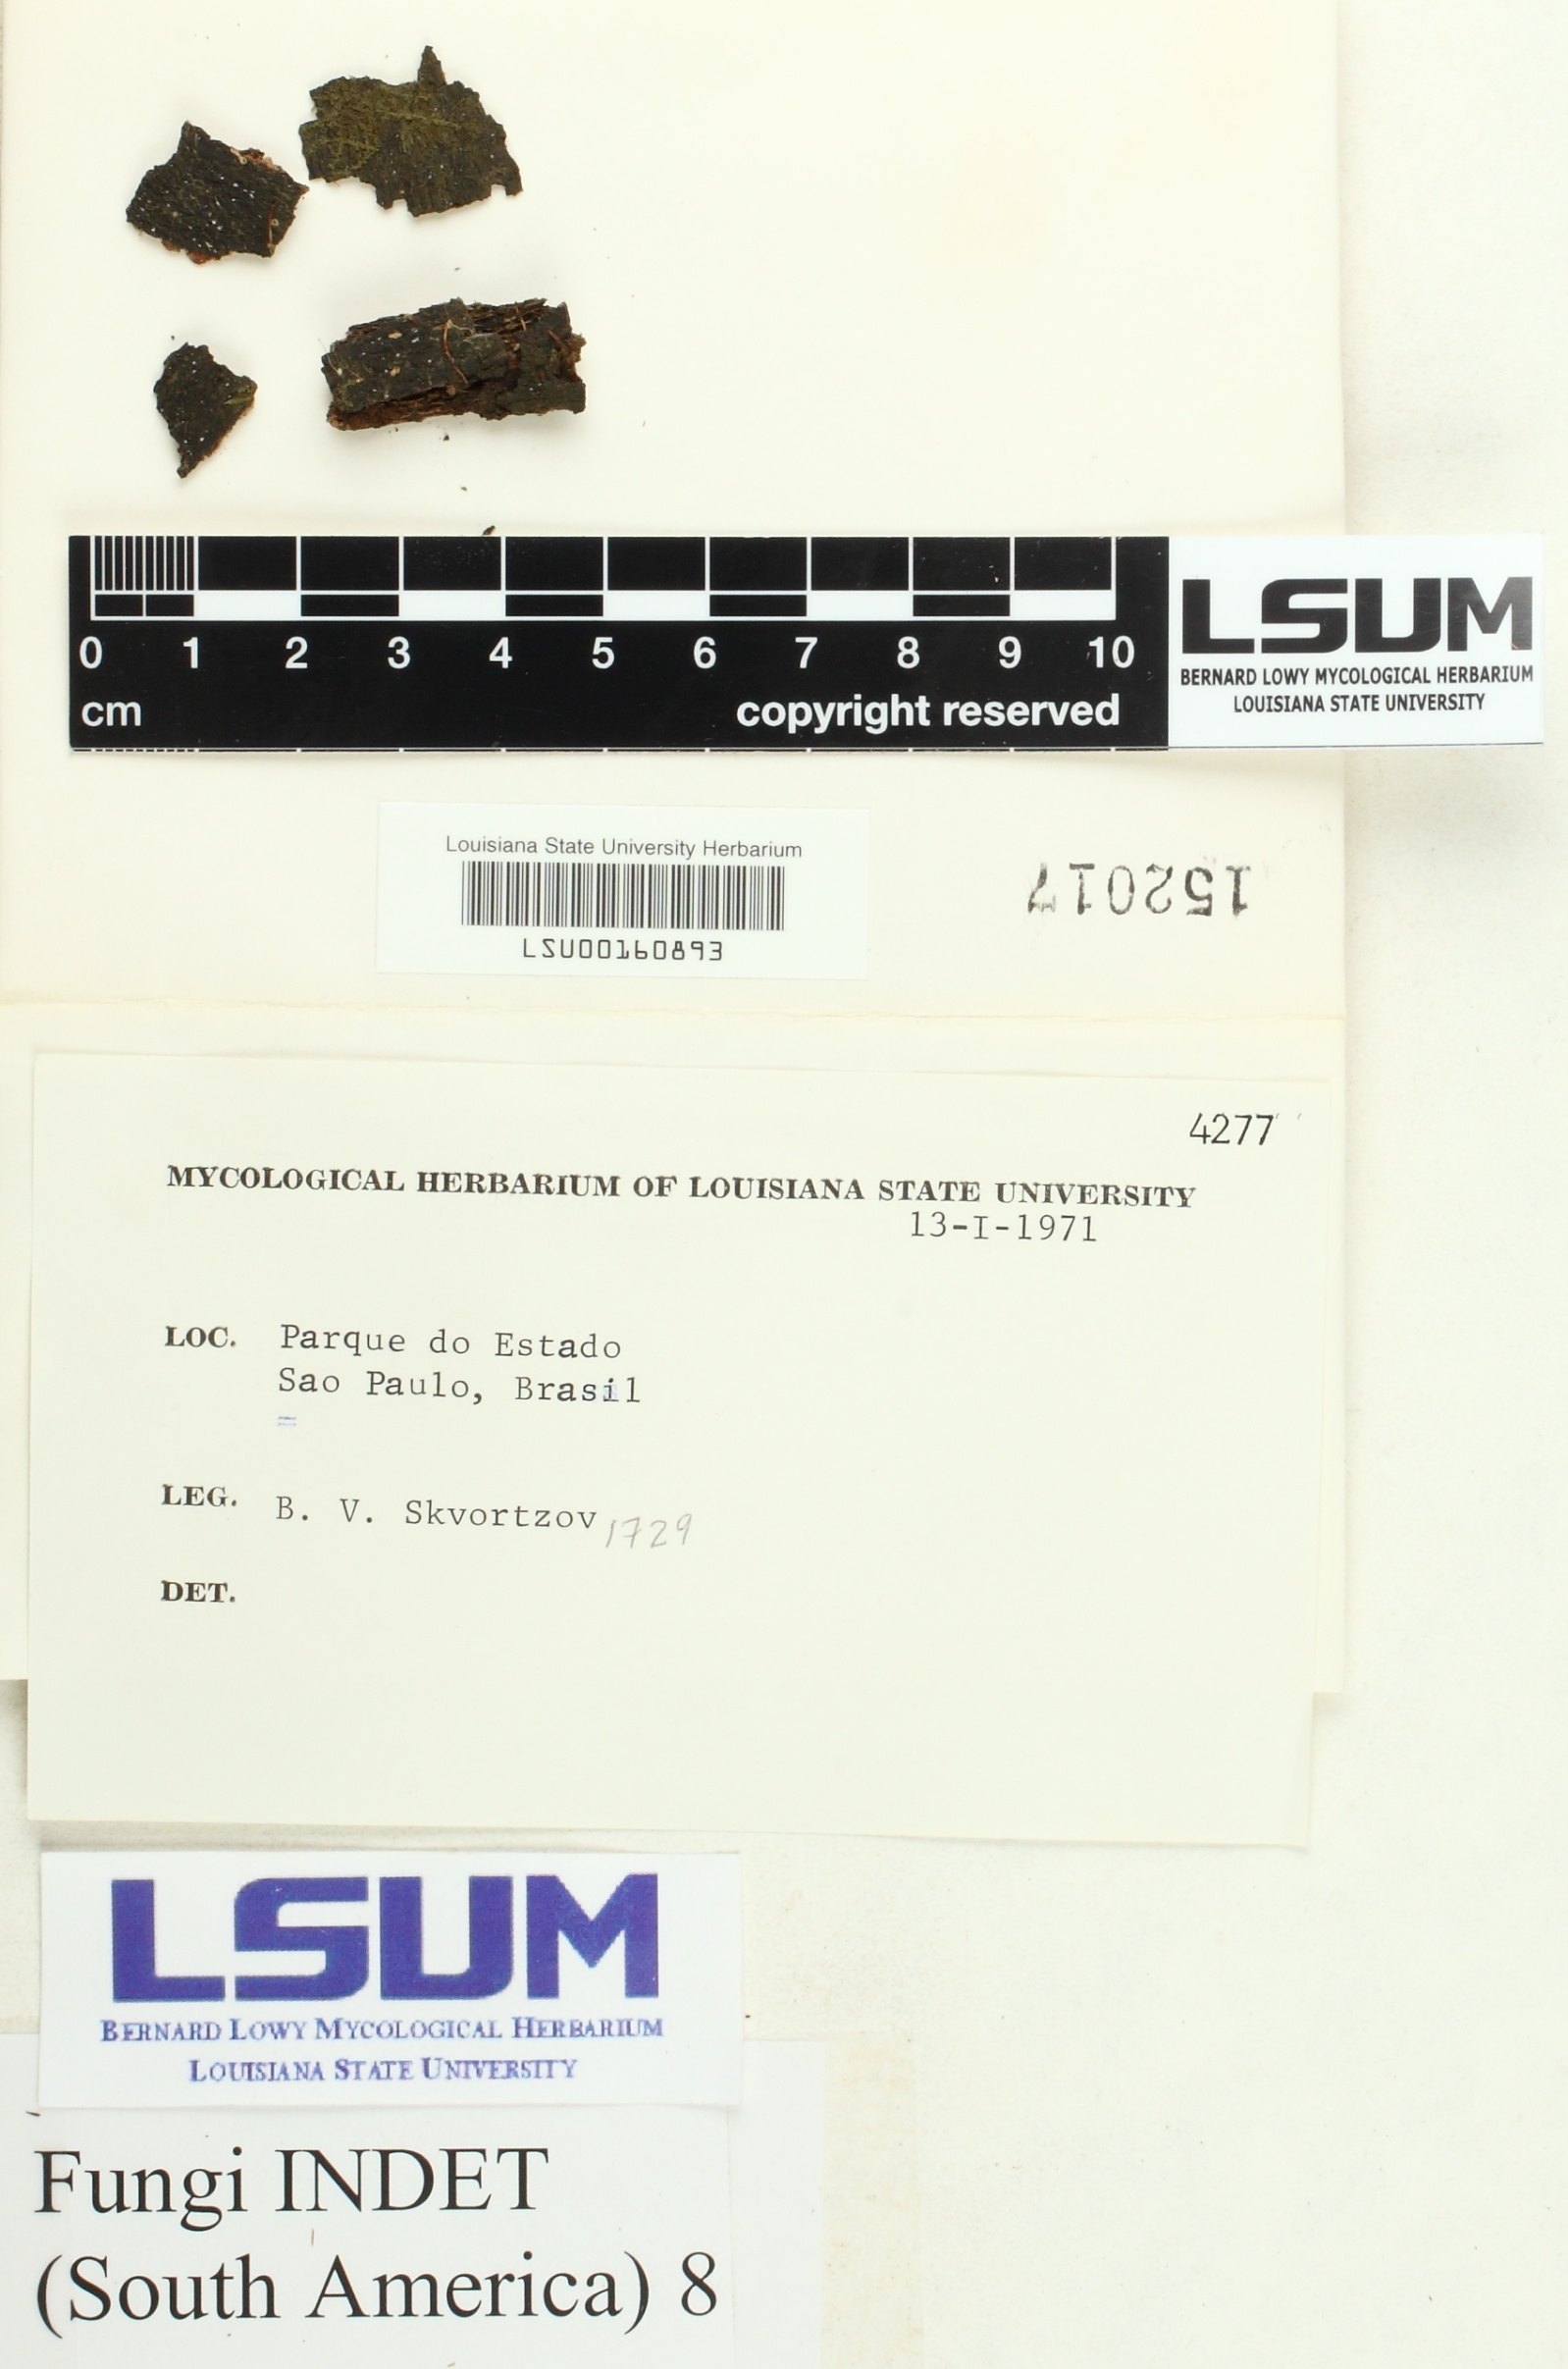 0 1 2 3 4 5 6 7 8 9 10
cm copyright reserved
LSUM
BERNARD LOWY MYCOLOGICAL HERBARIUM
LOUISIANA STATE UNIVERSITY
Louisiana State University Herbarium
LSU00160893
152017
4277
MYCOLOGICAL HERBARIUM OF LOUISIANA STATE UNIVERSITY
13-I-1971
LOC. Parque do Estado
Sao Paulo, Brasil
=
LEG. B. V. Skvortzov 1729
DET.
LSUM
BERNARD LOWY MYCOLOGICAL HERBARIUM
LOUISIANA STATE UNIVERSITY
Fungi INDET
(South America) 8